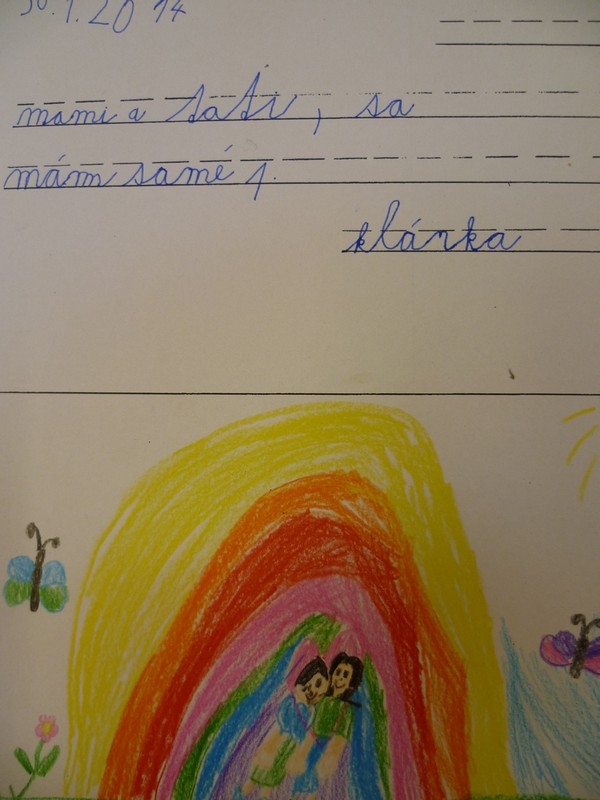 30.1.2014
mami a tati, sa
mám samé 1.
klárka